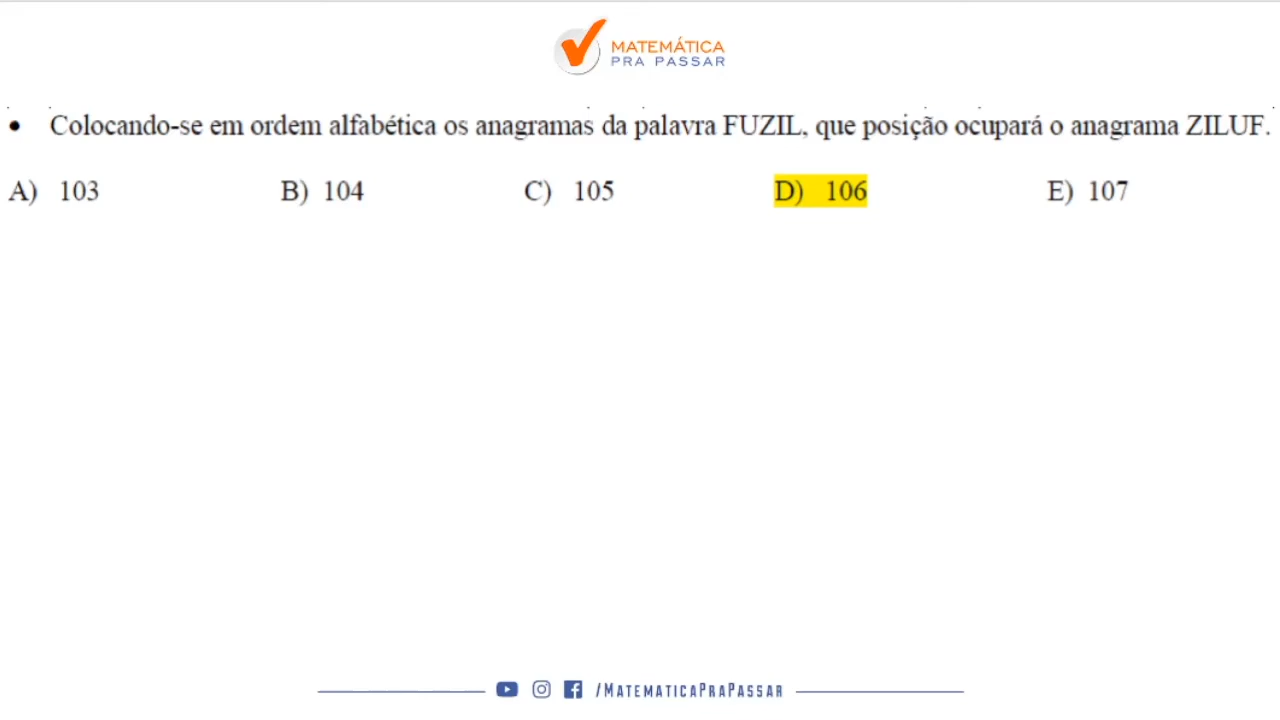 MATEMÁTICA
PRA PASSAR
• Colocando-se em ordem alfabética os anagramas da palavra FUZIL, que posição ocupará o anagrama ZILUF.
A) 103 B) 104 C) 105 D) 106 E) 107
/MATEMATICAPRAPASSAR